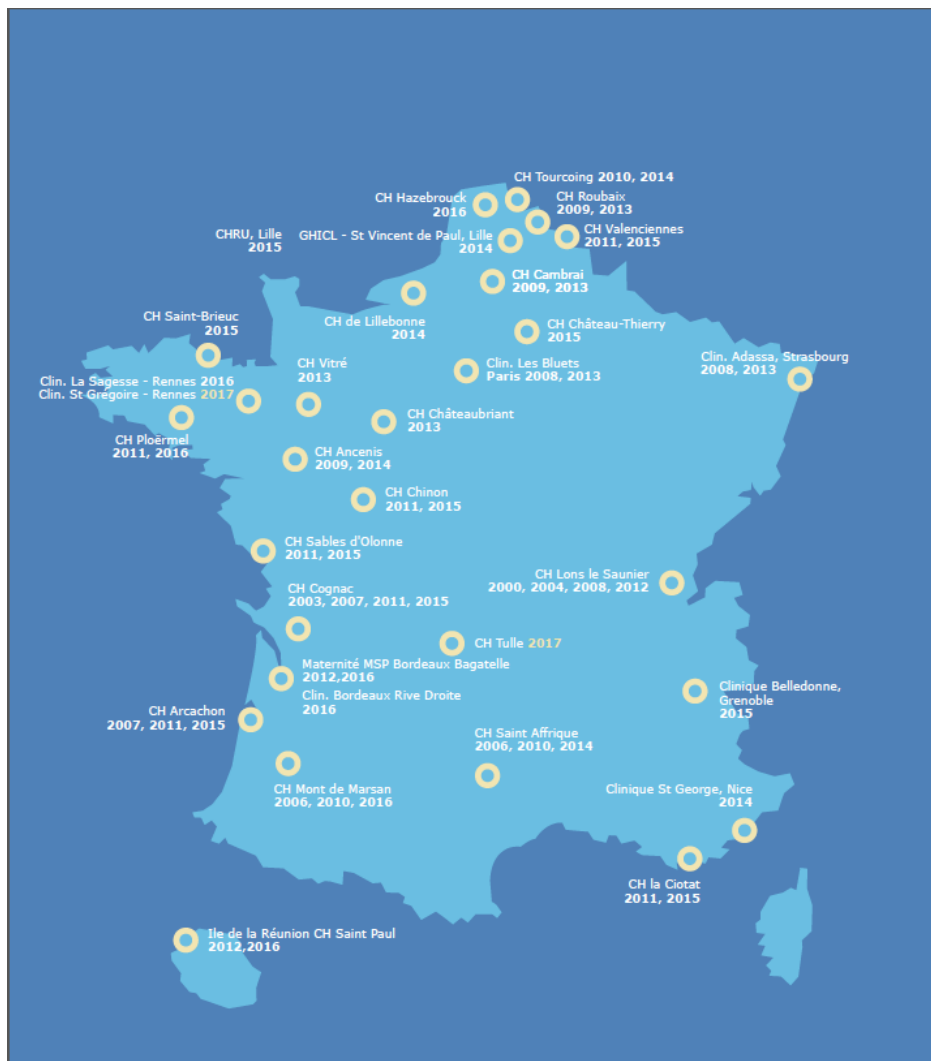 CH Tourcoing 2010, 2014
CH Hazebrouck
2016
CH Roubaix
2009, 2013
CHRU, Lille
2015
GHICL - St Vincent de Paul, Lille
2014
CH Valenciennes
2011, 2015
CH Cambrai
2009, 2013
CH Saint-Brieuc
2015
CH de Lillebonne
2014
CH Château-Thierry
2015
CH Vitré
2013
Clin. Les Bluets
Paris 2008, 2013
Clin. Adassa, Strasbourg
2008, 2013
Clin. La Sagesse - Rennes 2016
Clin. St Grégoire - Rennes 2017
CH Châteaubriant
2013
CH Ploërmel
2011, 2016
CH Ancenis
2009, 2014
CH Chinon
2011, 2015
CH Sables d'Olonne
2011, 2015
CH Lons le Saunier
2000, 2004, 2008, 2012
CH Cognac
2003, 2007, 2011, 2015
CH Tulle 2017
Maternité MSP Bordeaux Bagatelle
2012,2016
Clin. Bordeaux Rive Droite
2016
Clinique Belledonne,
Grenoble
2015
CH Arcachon
2007, 2011, 2015
CH Saint Affrique
2006, 2010, 2014
CH Mont de Marsan
2006, 2010, 2016
Clinique St George, Nice
2014
CH la Ciotat
2011, 2015
Ile de la Réunion CH Saint Paul
2012,2016